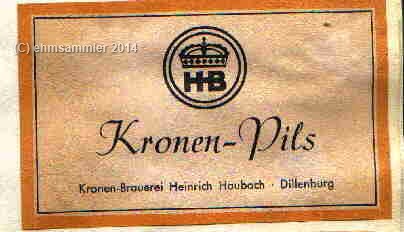 (C) ehmsammler 2014
HB
Kronen-Pils
Kronen-Brauerei Heinrich Haubach · Dillenburg